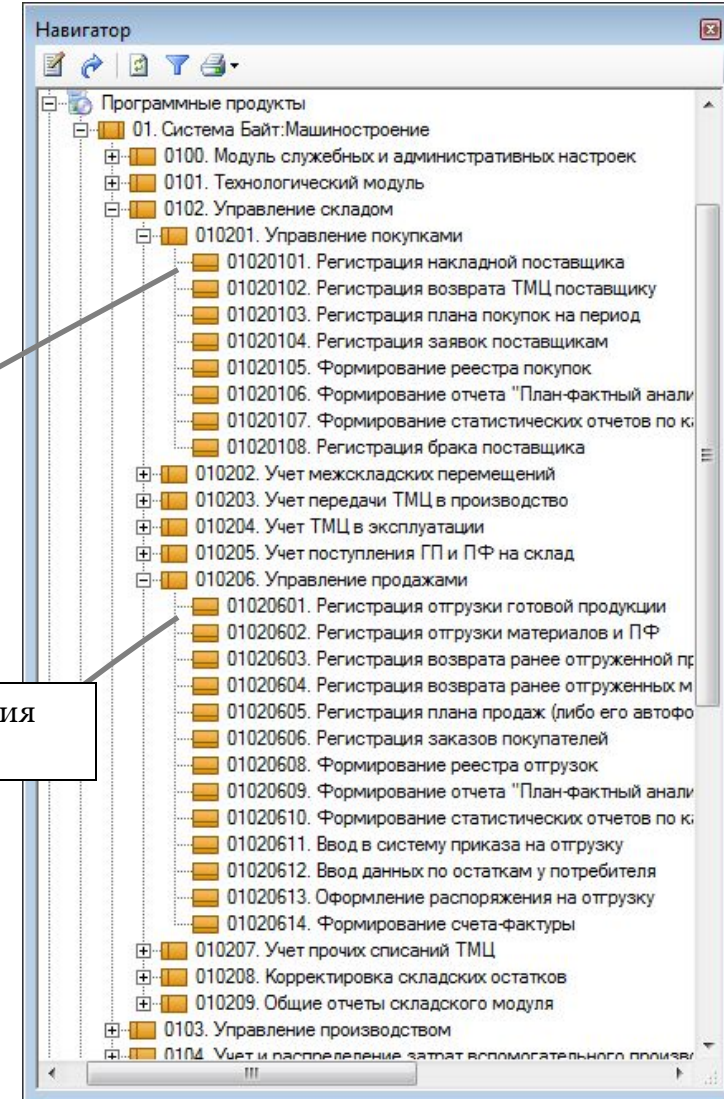 Навигатор
Программные продукты
01. Система Байт:Машиностроение
0100. Модуль служебных и административных настроек
0101. Технологический модуль
0102. Управление складом
010201. Управление покупками
01020101. Регистрация накладной поставщика
01020102. Регистрация возврата ТМЦ поставщику
01020103. Регистрация плана покупок на период
01020104. Регистрация заявок поставщикам
01020105. Формирование реестра покупок
01020106. Формирование отчета "План-фактный анали
01020107. Формирование статистических отчетов по ка
01020108. Регистрация брака поставщика
010202. Учет межскладских перемещений
010203. Учет передачи ТМЦ в производство
010204. Учет ТМЦ в эксплуатации
010205. Учет поступления ГП и ПФ на склад
010206. Управление продажами
01020601. Регистрация отгрузки готовой продукции
01020602. Регистрация отгрузки материалов и ПФ
01020603. Регистрация возврата ранее отгруженной пр
01020604. Регистрация возврата ранее отгруженных м
ия
01020605. Регистрация плана продаж (либо его автофо
01020606. Регистрация заказов покупателей
01020608. Формирование реестра отгрузок
01020609. Формирование отчета "План-фактный анали
01020610. Формирование статистических отчетов по ка
01020611. Ввод в систему приказа на отгрузку
01020612. Ввод данных по остаткам у потребителя
01020613. Оформление распоряжения на отгрузку
01020614. Формирование счета-фактуры
010207. Учет прочих списаний ТМЦ
010208. Корректировка складских остатков
010209. Общие отчеты складского модуля
0103. Управление производством
0104. Учет и распределение затрат вспомогательного произво